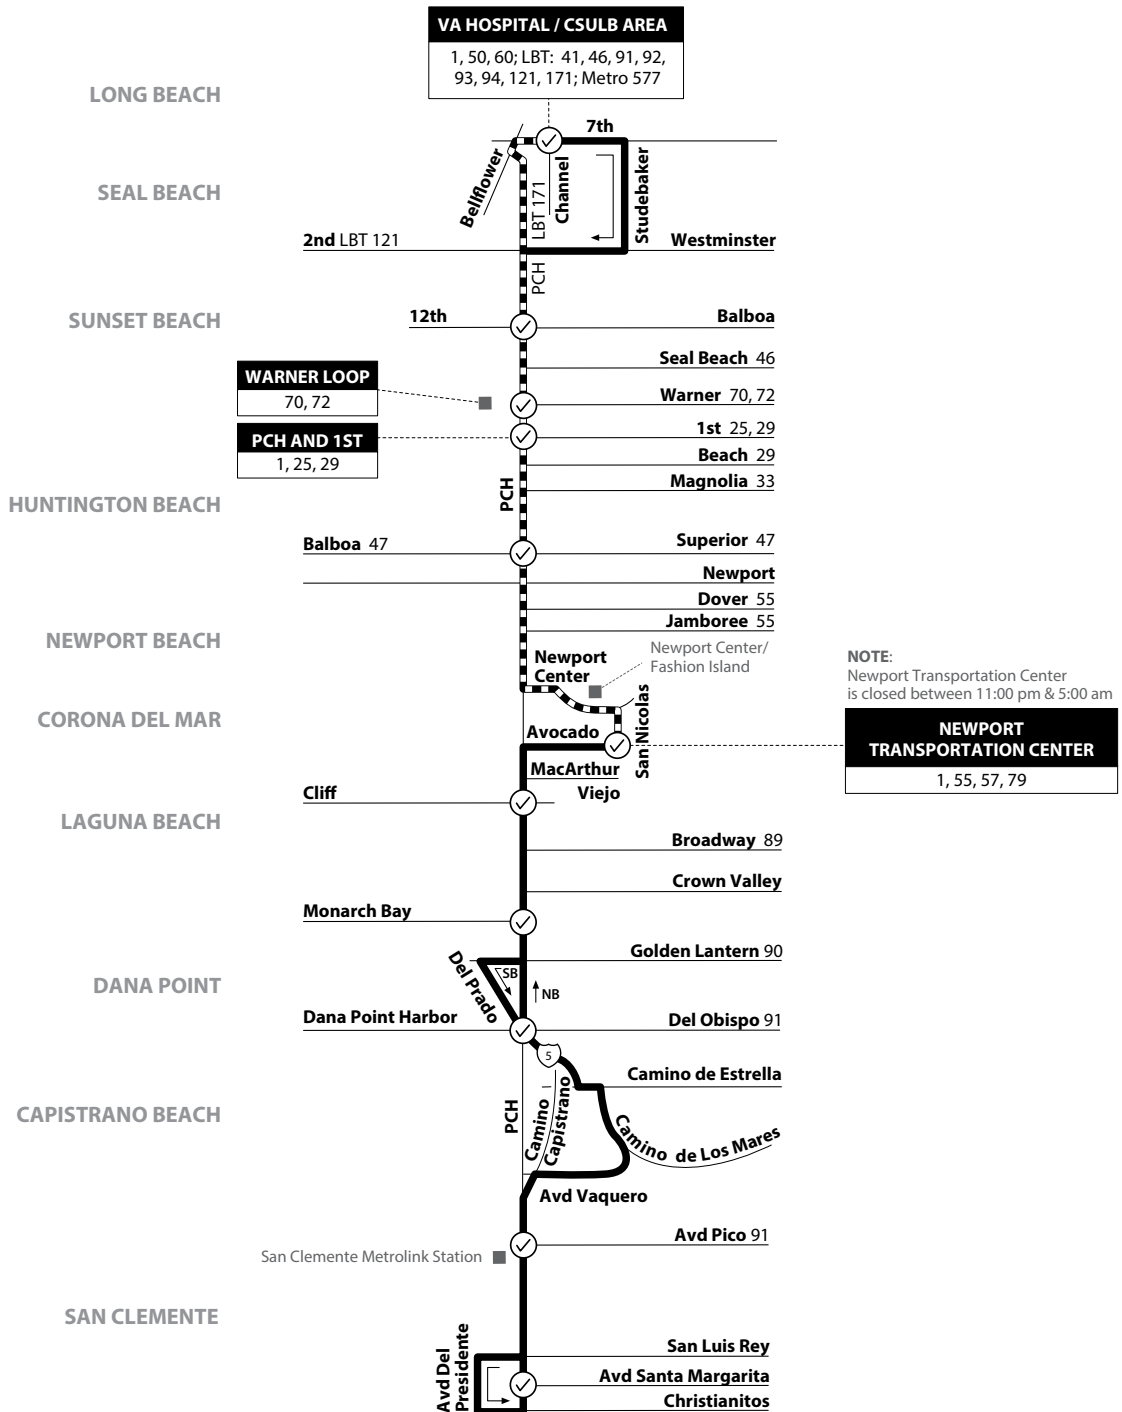 VA HOSPITAL / CSULB AREA
1, 50, 60; LBT: 41, 46, 91, 92,
93, 94, 121, 171; Metro 577
LONG BEACH
7th
Bellflower
LBT 171
Channel
Studebaker
SEAL BEACH
2nd LBT 121
Westminster
PCH
SUNSET BEACH
12th
Balboa
Seal Beach 46
WARNER LOOP
70, 72
Warner 70, 72
PCH AND 1ST
1, 25, 29
1st 25, 29
Beach 29
Magnolia 33
PCH
HUNTINGTON BEACH
Balboa 47
Superior 47
Newport
Dover 55
Jamboree 55
NEWPORT BEACH
Newport
Center
Newport Center/
Fashion Island
NOTE:
Newport Transportation Center
is closed between 11:00 pm & 5:00 am
CORONA DEL MAR
San Nicolas
Avocado
NEWPORT
TRANSPORTATION CENTER
1, 55, 57, 79
MacArthur
Cliff
Viejo
LAGUNA BEACH
Broadway 89
Crown Valley
Monarch Bay
Golden Lantern 90
Del Prado
SB
NB
DANA POINT
Dana Point Harbor
Del Obispo 91
5
Camino de Estrella
CAPISTRANO BEACH
PCH
Camino
Capistrano
Camino de Los Mares
Avd Vaquero
Avd Pico 91
San Clemente Metrolink Station
SAN CLEMENTE
Avd Del
Presidente
San Luis Rey
Avd Santa Margarita
Christianitos